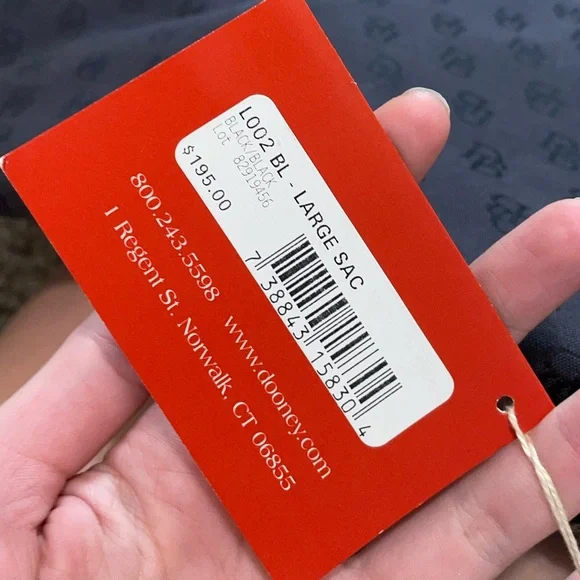 L002 BL - LARGE SAC
BLACK/BLACK
Lot 82919456
$195.00
7 38843 15830 4
800.243.5598 www.dooney.com
1 Regent St. Norwalk, CT 06855